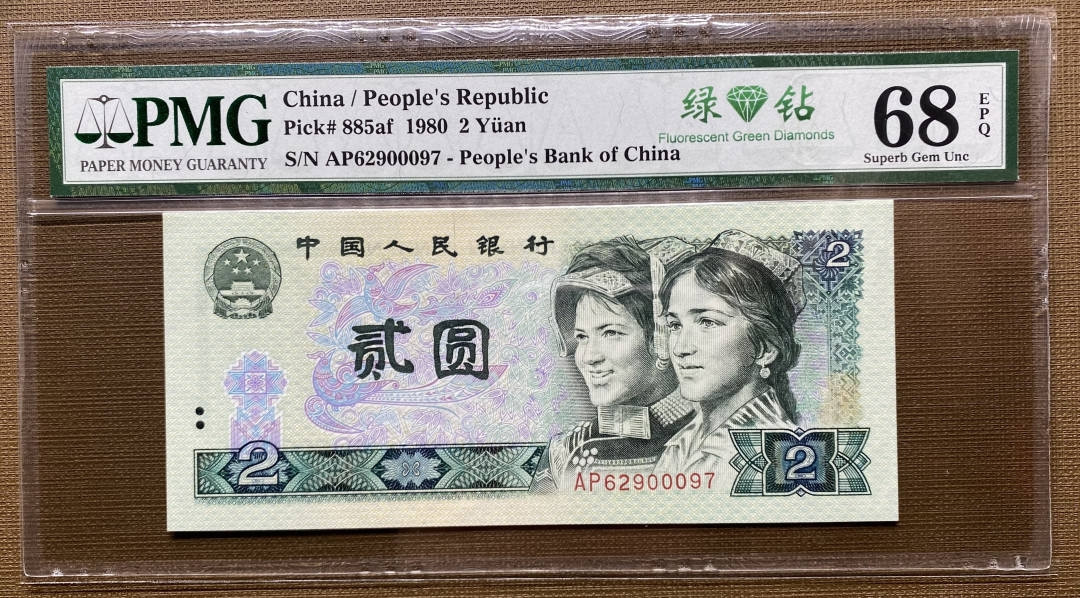 PMG
PAPER MONEY GUARANTY
China / People's Republic
Pick# 885af 1980 2 Yüan
S/N AP62900097 - People's Bank of China
绿钻
Fluorescent Green Diamonds
68
EPQ
Superb Gem Unc
中国人民银行
2
贰圆
2
AP62900097
2